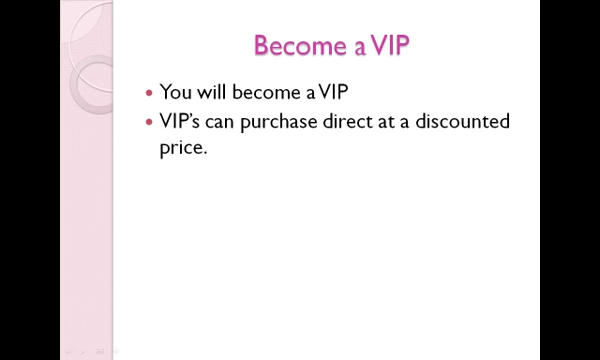 Become a VIP
• You will become a VIP
• VIP's can purchase direct at a discounted
price.